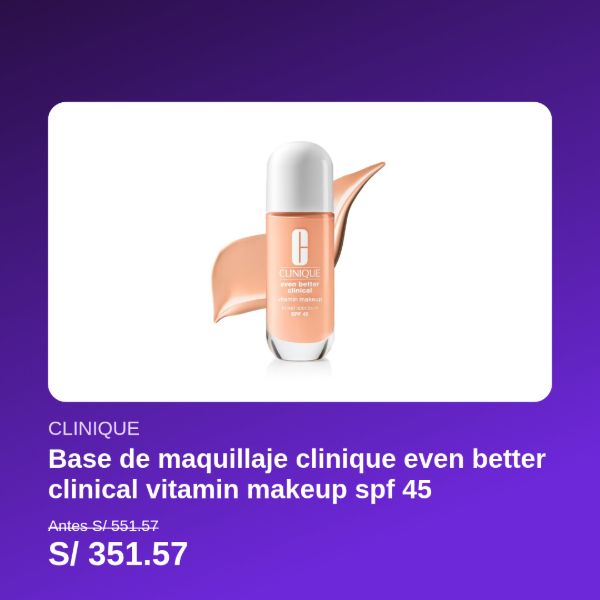 CLINIQUE
even better
clinical
vitamin makeup
SPF 45
CLINIQUE
Base de maquillaje clinique even better
clinical vitamin makeup spf 45
Antes S/ 551.57
S/ 351.57